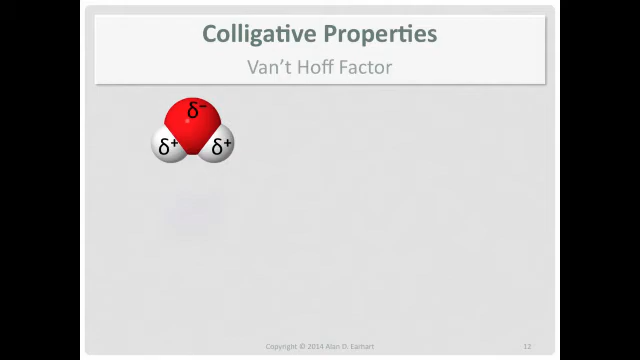 Colligative Properties
Van't Hoff Factor
δ−
δ+ δ+
Copyright © 2014 Alan D. Earhart 12